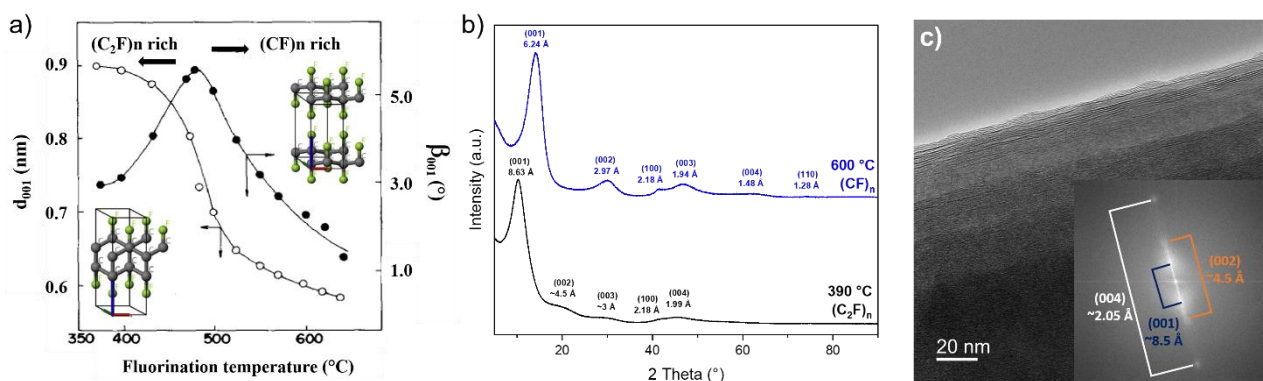 a)
(C₂F)n rich
(CF)n rich
0.9
0.8
0.7
0.6
d₀₀₁ (nm)
5.0
3.0
1.0
β₀₀₁ (°)
350 400 500 600
Fluorination temperature (°C)
b)
Intensity (a.u.)
(001)
6.24 Å
(002)
2.97 Å
(100)
2.18 Å
(003)
1.94 Å
(004)
1.48 Å
(110)
1.28 Å
600 °C
(CF)ₙ
(001)
8.63 Å
(002)
~4.5 Å
(003)
~3 Å
(100)
2.18 Å
(004)
1.99 Å
390 °C
(C₂F)ₙ
20 40 60 80
2 Theta (°)
c)
20 nm
(004)
~2.05 Å
(001)
~8.5 Å
(002)
~4.5 Å